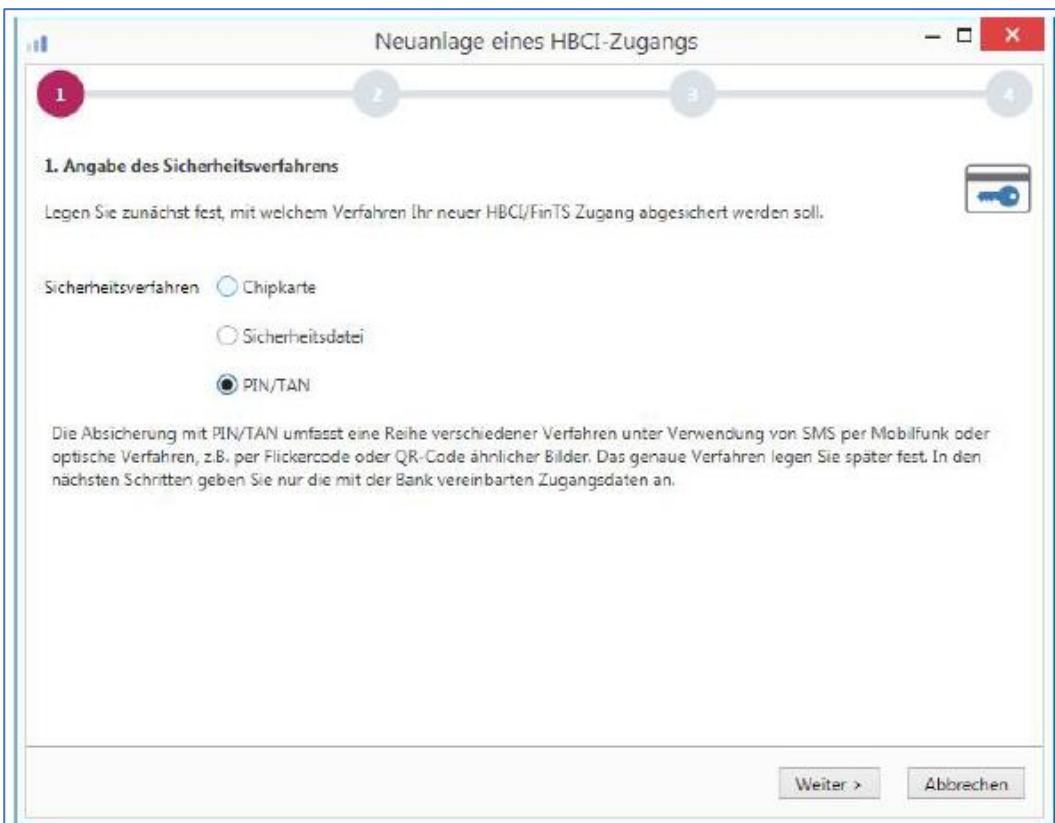 Neuanlage eines HBCI-Zugangs
1
2
3
4
1. Angabe des Sicherheitsverfahrens
Legen Sie zunächst fest, mit welchem Verfahren Ihr neuer HBCI/FinTS Zugang abgesichert werden soll.
Sicherheitsverfahren Chipkarte
Sicherheitsdatei
PIN/TAN
Die Absicherung mit PIN/TAN umfasst eine Reihe verschiedener Verfahren unter Verwendung von SMS per Mobilfunk oder
optische Verfahren, z.B. per Flickercode oder QR-Code ähnlicher Bilder. Das genaue Verfahren legen Sie später fest. In den
nächsten Schritten geben Sie nur die mit der Bank vereinbarten Zugangsdaten an.
Weiter >
Abbrechen